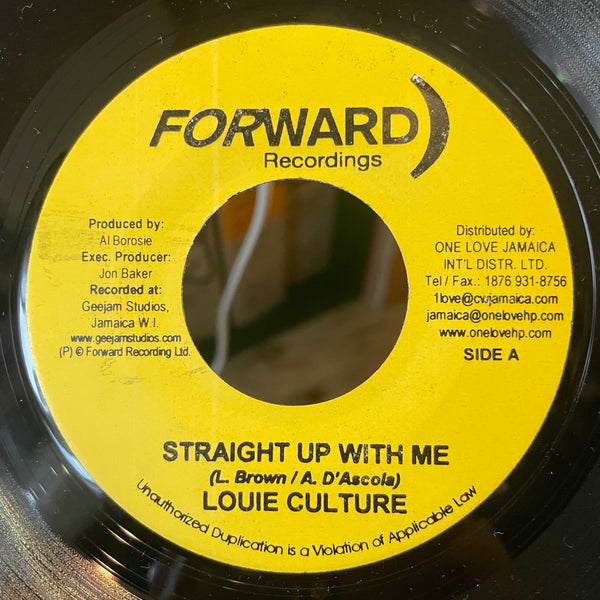 FORWARD
Recordings
Produced by:
Al Borosie
Exec. Producer:
Jon Baker
Recorded at:
Geejam Studios,
Jamaica W.I.
www.geejamstudios.com
(P) © Forward Recording Ltd.
Distributed by:
ONE LOVE JAMAICA
INT'L DISTR. LTD.
Tel / Fax.: 1876 931-8756
1love@cwjamaica.com
jamaica@onelovehp.com
www.onelovehp.com
SIDE A
STRAIGHT UP WITH ME
(L. Brown / A. D'Ascola)
LOUIE CULTURE
Unauthorized Duplication is a Violation of Applicable Law